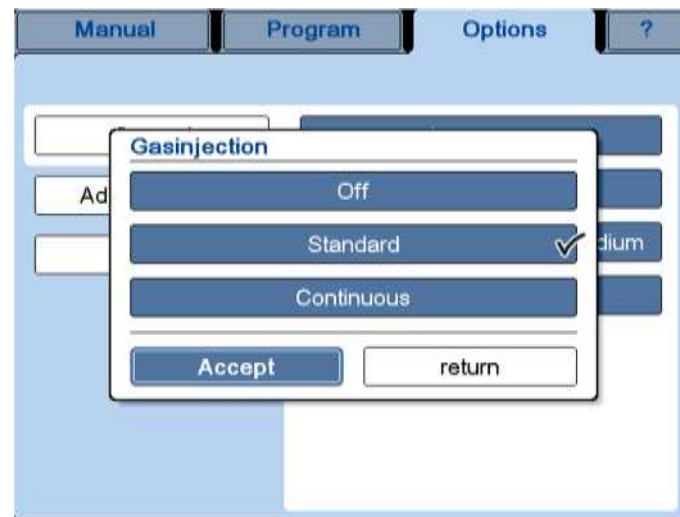 Manual Program Options ?
Gasinjection
Off
Ad
Standard
dium
Continuous
Accept return